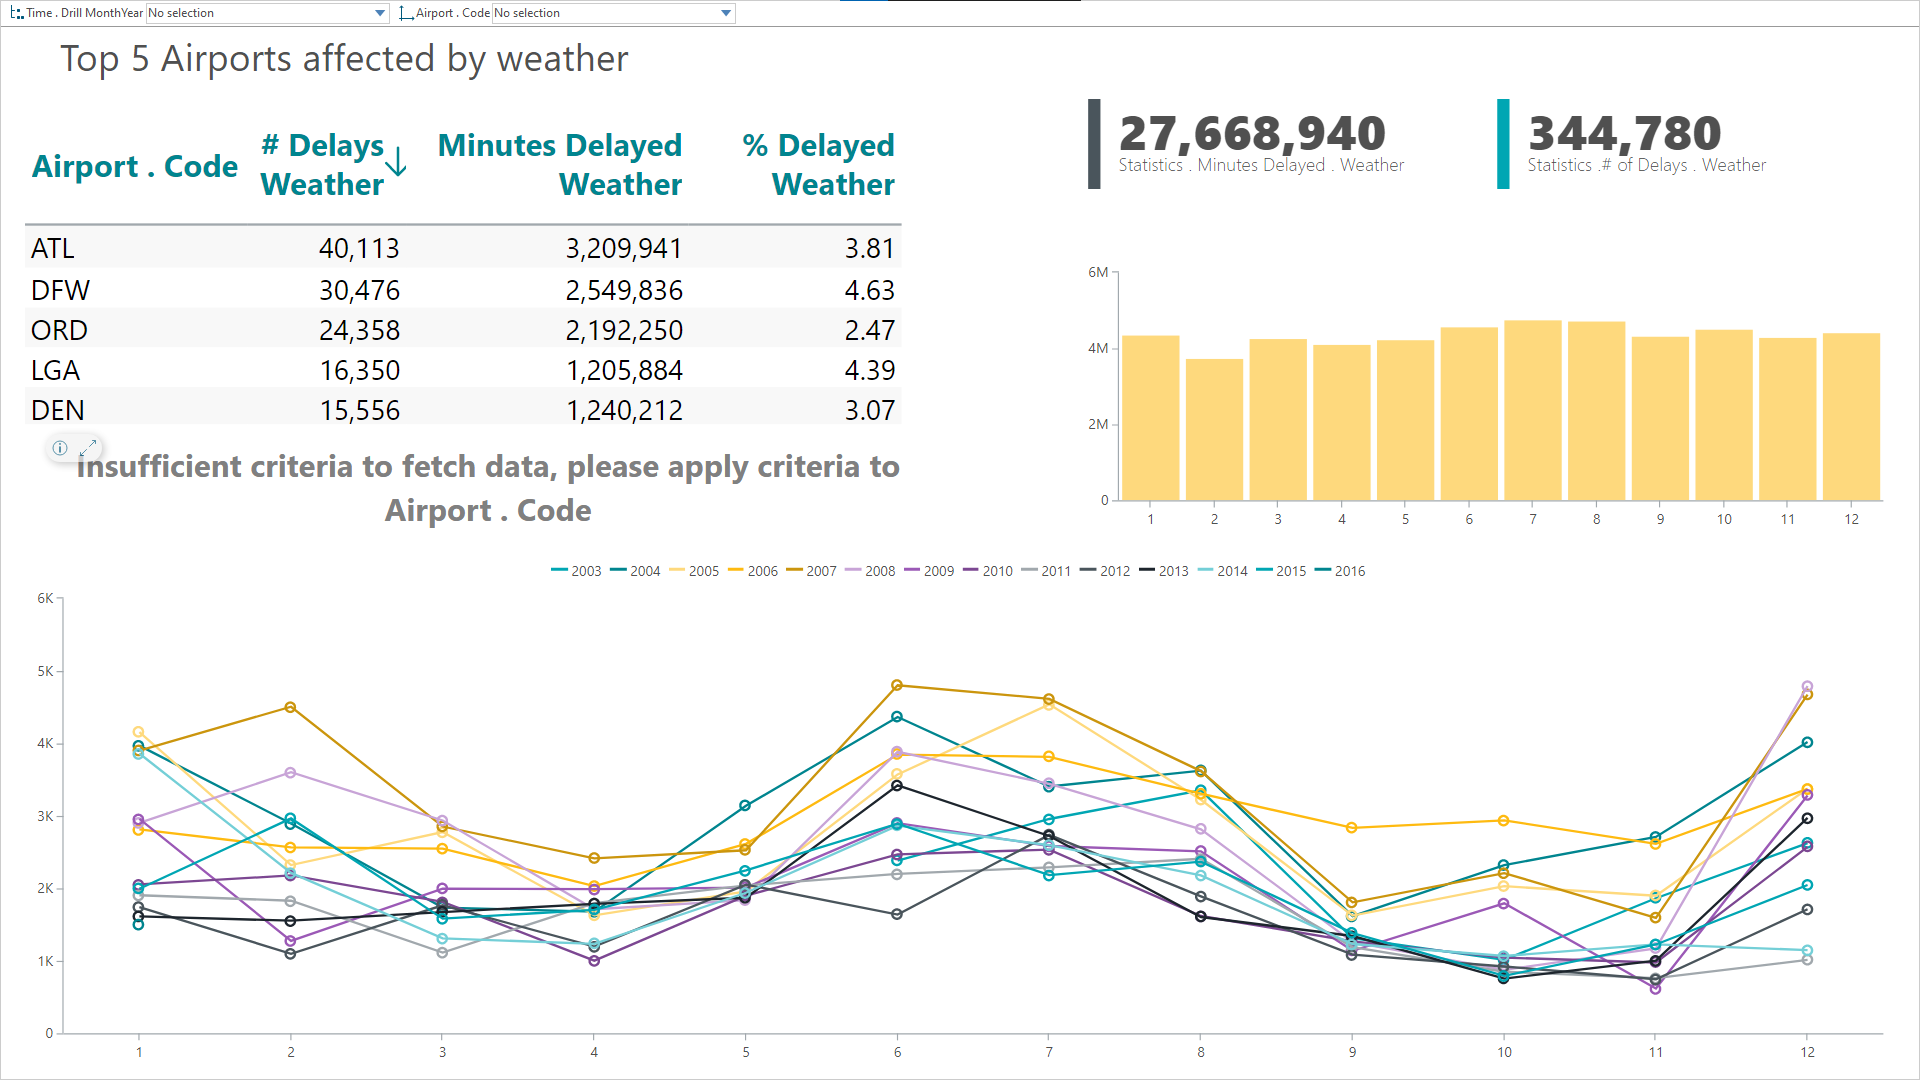 Time . Drill MonthYear No selection Airport . Code No selection
Top 5 Airports affected by weather
Airport . Code # Delays Weather Minutes Delayed Weather % Delayed Weather
ATL 40,113 3,209,941 3.81
DFW 30,476 2,549,836 4.63
ORD 24,358 2,192,250 2.47
LGA 16,350 1,205,884 4.39
DEN 15,556 1,240,212 3.07
Insufficient criteria to fetch data, please apply criteria to
Airport . Code
27,668,940
Statistics . Minutes Delayed . Weather
344,780
Statistics .# of Delays . Weather
6M
4M
2M
0
1 2 3 4 5 6 7 8 9 10 11 12
2003 2004 2005 2006 2007 2008 2009 2010 2011 2012 2013 2014 2015 2016
6K
5K
4K
3K
2K
1K
0
1 2 3 4 5 6 7 8 9 10 11 12